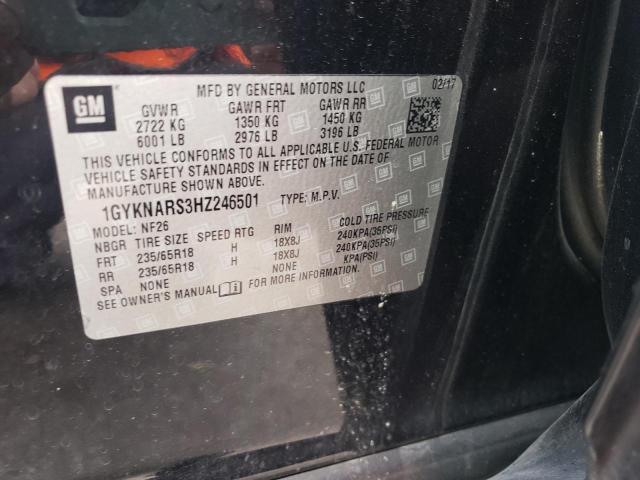 GM
MFD BY GENERAL MOTORS LLC 02/17
GVWR GAWR FRT GAWR RR
2722 KG 1350 KG 1450 KG
6001 LB 2976 LB 3196 LB
THIS VEHICLE CONFORMS TO ALL APPLICABLE U.S. FEDERAL MOTOR
VEHICLE SAFETY STANDARDS IN EFFECT ON THE DATE OF
MANUFACTURE SHOWN ABOVE.
1GYKNARS3HZ246501 TYPE: M.P.V.
MODEL: NF26
NBGR TIRE SIZE SPEED RTG RIM COLD TIRE PRESSURE
FRT 235/65R18 H 18X8J 240KPA(35PSI)
RR 235/65R18 H 18X8J 240KPA(35PSI)
SPA NONE NONE KPA(PSI)
SEE OWNER'S MANUAL FOR MORE INFORMATION.